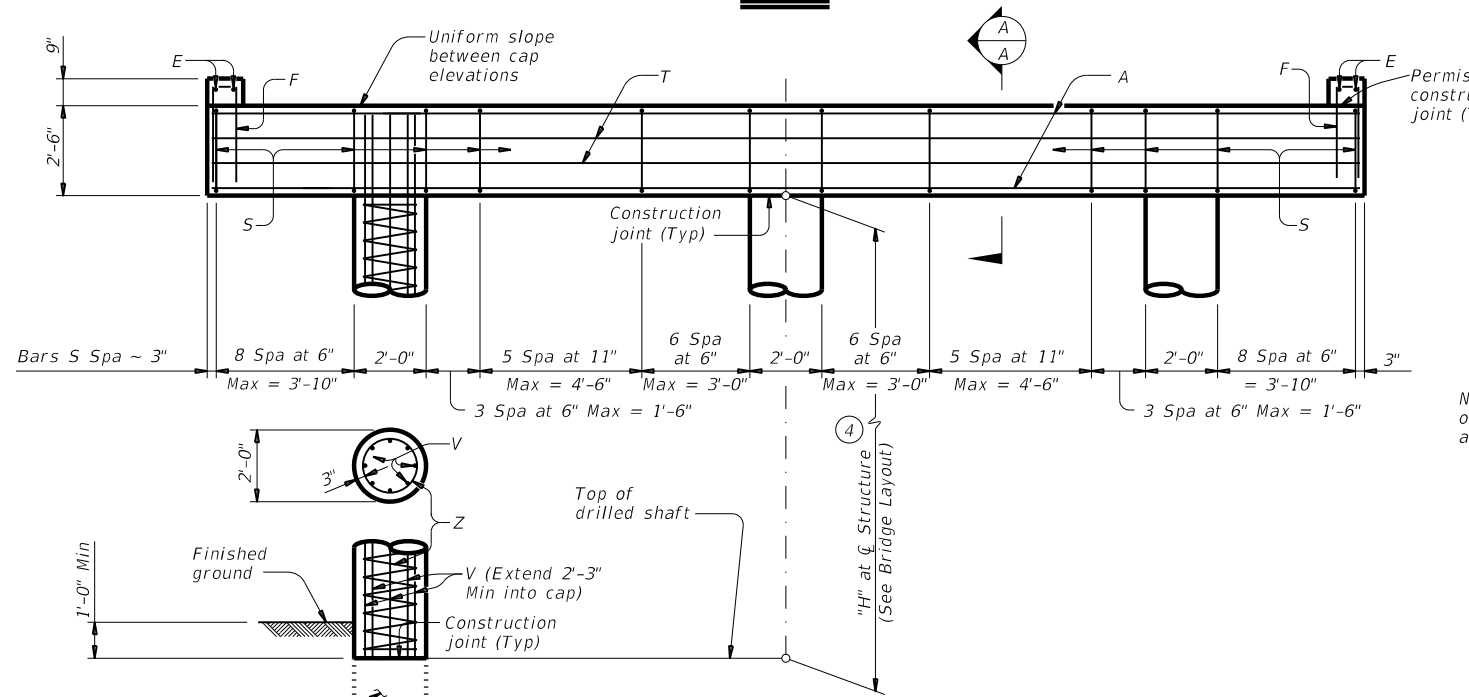 9"
E
F
2'-6"
S
Uniform slope
between cap
elevations
T
A
A
A
F
E
Permis
constru
joint (
S
Construction
joint (Typ)
Bars S Spa ~ 3"
8 Spa at 6"
Max = 3'-10"
2'-0"
3 Spa at 6" Max = 1'-6"
5 Spa at 11"
Max = 4'-6"
6 Spa
at 6"
Max = 3'-0"
2'-0"
6 Spa
at 6"
Max = 3'-0"
5 Spa at 11"
Max = 4'-6"
3 Spa at 6" Max = 1'-6"
2'-0"
8 Spa at 6"
= 3'-10"
3"
N
o
a
4
"H" at ℄ Structure
(See Bridge Layout)
2'-0"
3"
V
Z
Top of
drilled shaft
Finished
ground
1'-0" Min
V (Extend 2'-3"
Min into cap)
Construction
joint (Typ)